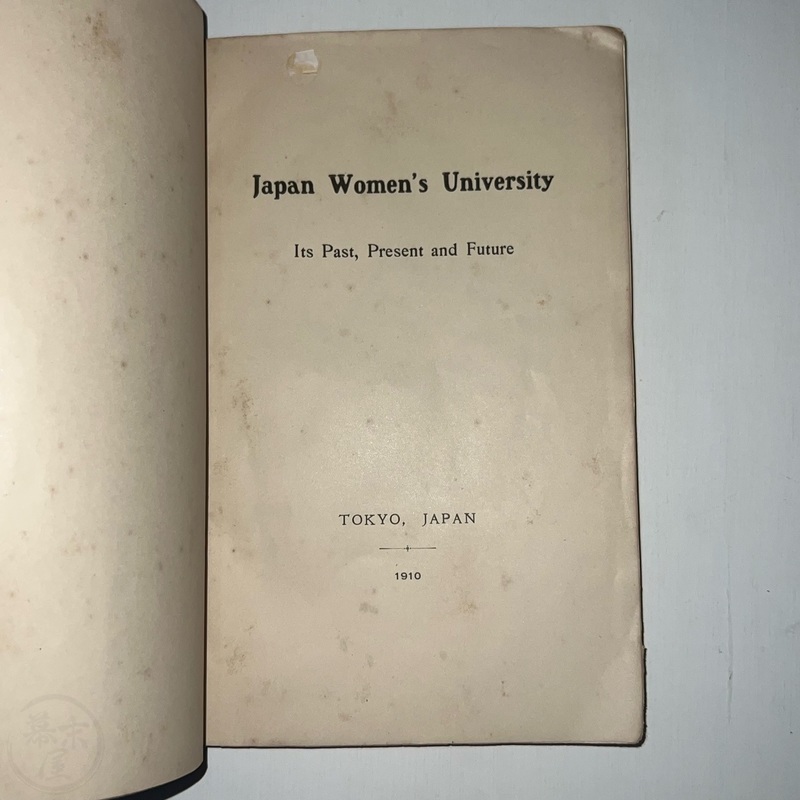 Japan Women's University
Its Past, Present and Future
TOKYO, JAPAN
1910